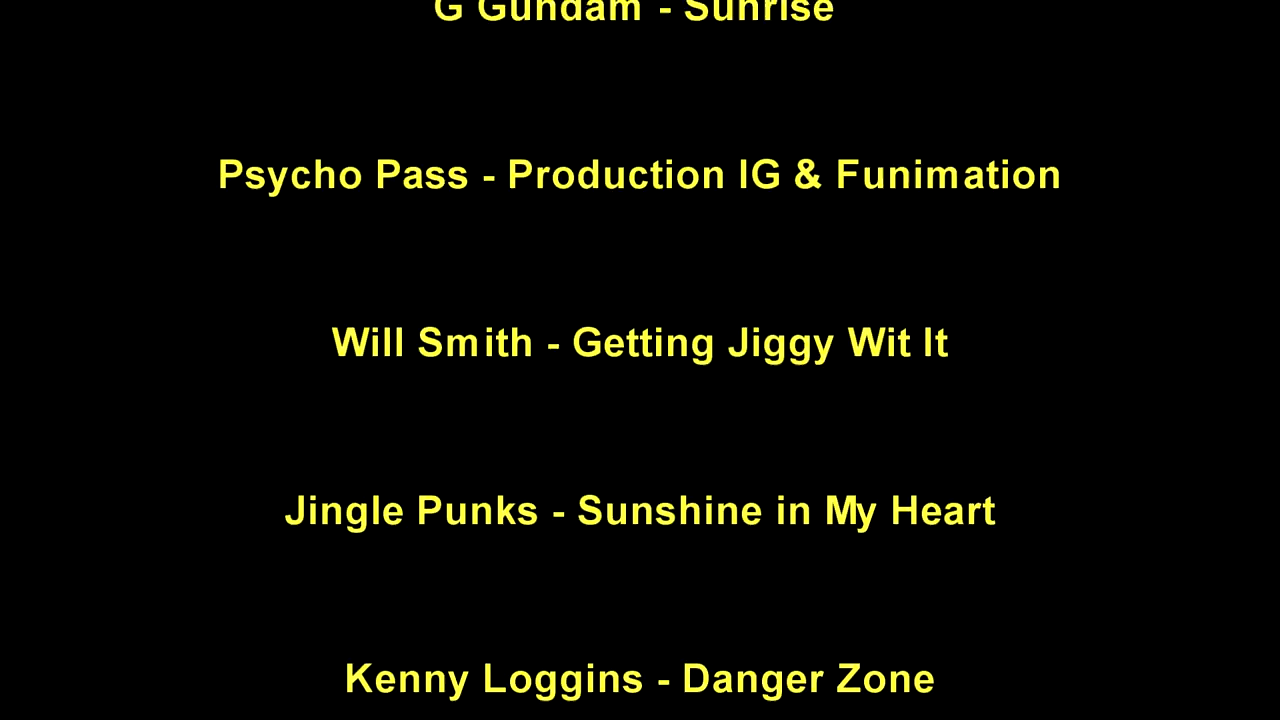 G Gundam - Sunrise
Psycho Pass - Production IG & Funimation
Will Smith - Getting Jiggy Wit It
Jingle Punks - Sunshine in My Heart
Kenny Loggins - Danger Zone